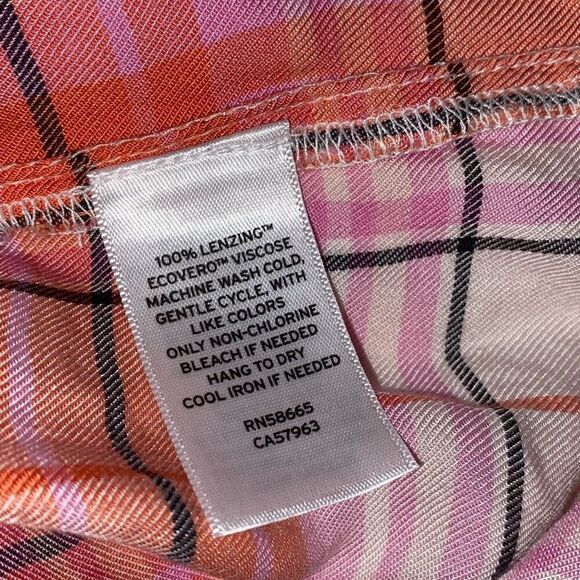 100% LENZING™
ECOVERO™ VISCOSE
MACHINE WASH COLD,
GENTLE CYCLE, WITH
LIKE COLORS
ONLY NON-CHLORINE
BLEACH IF NEEDED
HANG TO DRY
COOL IRON IF NEEDED
RN58665
CA57963